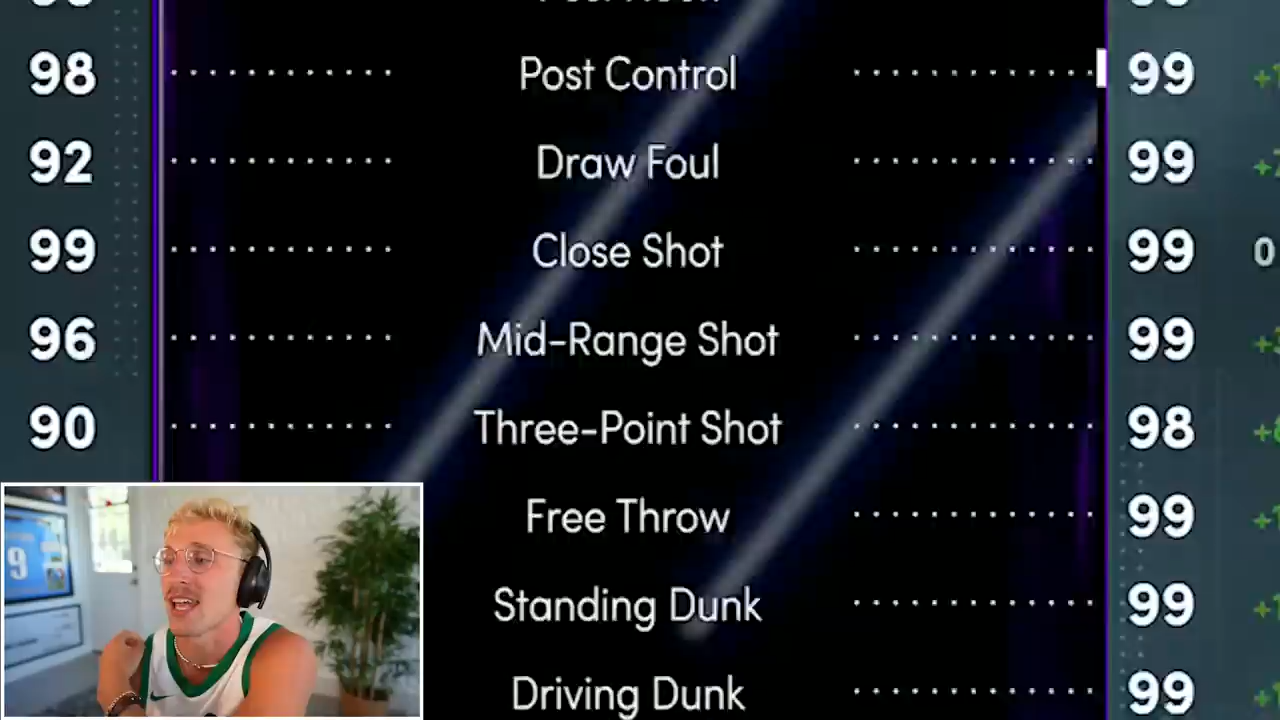 98 Post Control 99
92 Draw Foul 99
99 Close Shot 99 0
96 Mid-Range Shot 99
90 Three-Point Shot 98
Free Throw 99
Standing Dunk 99
Driving Dunk 99
9